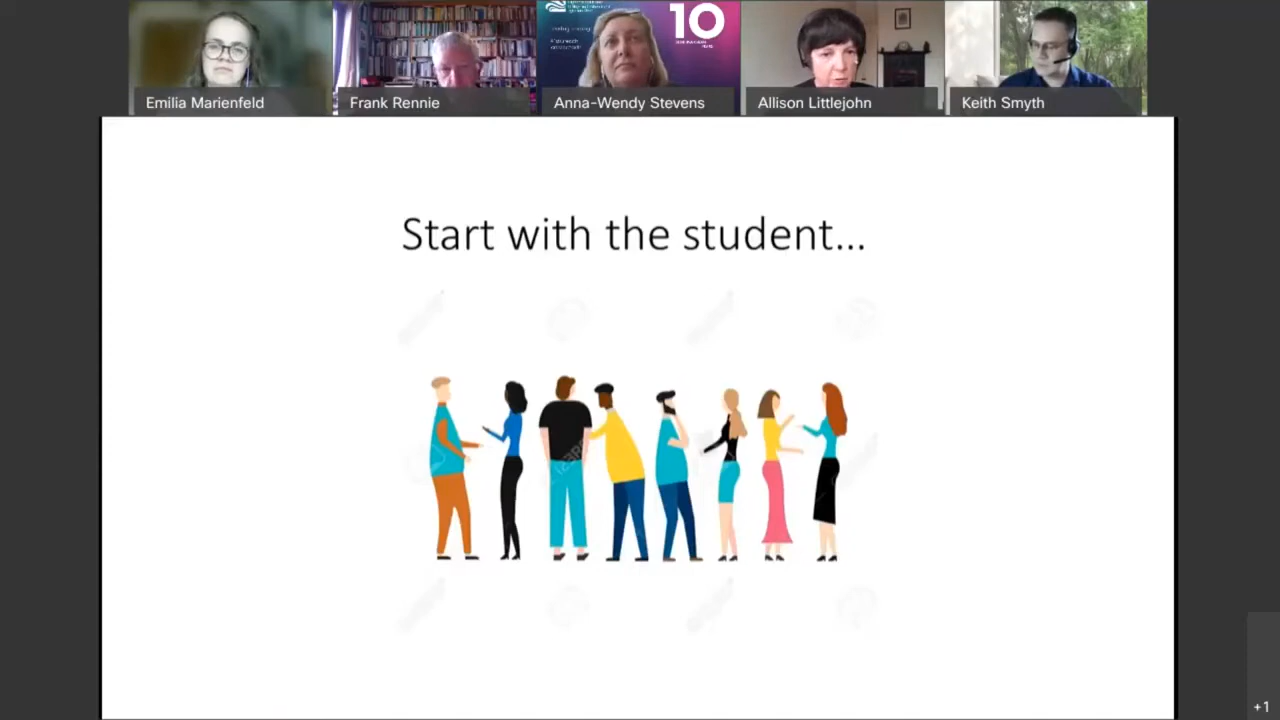 10
Emilia Marienfeld
Frank Rennie
Anna-Wendy Stevens
Allison Littlejohn
Keith Smyth
Start with the student...
+1